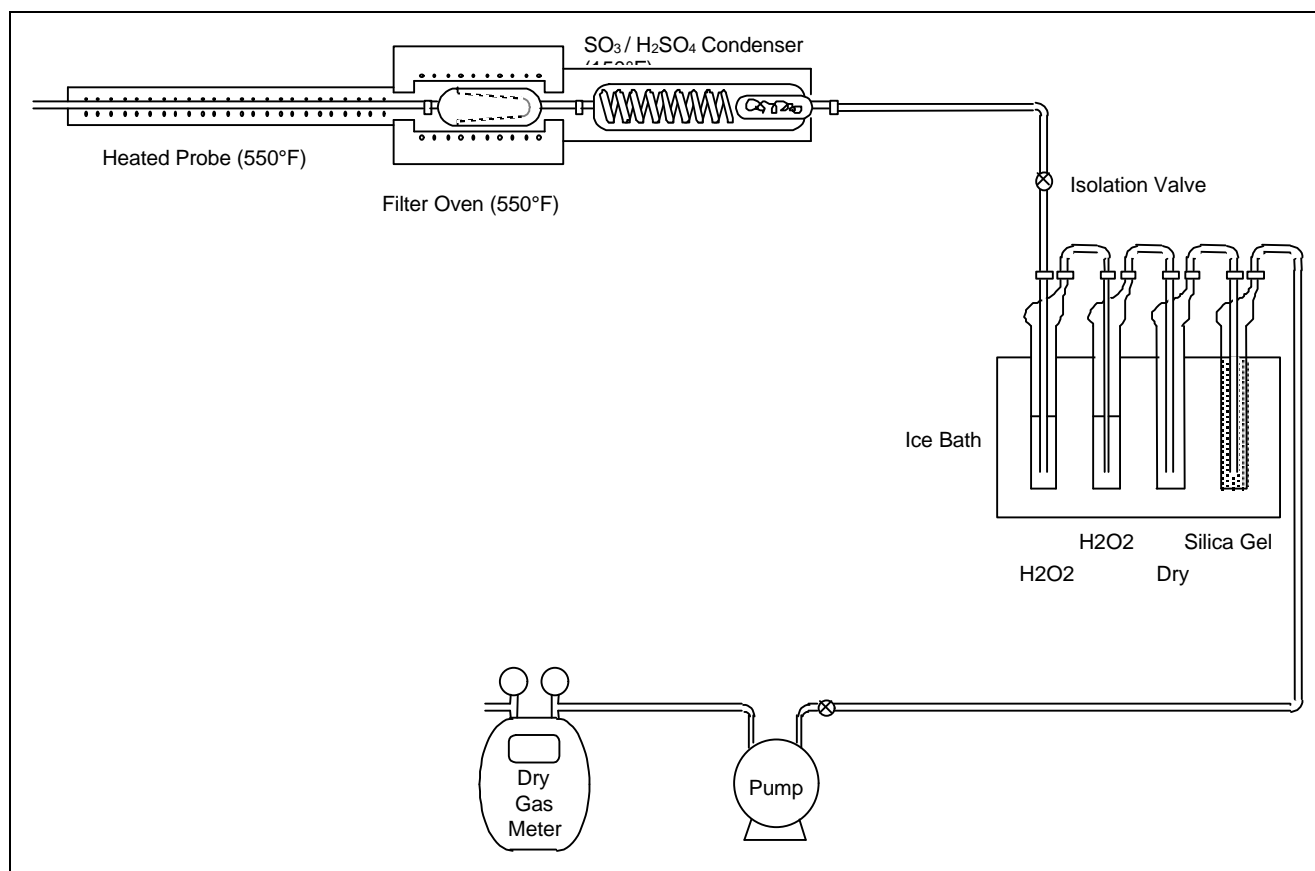 SO₃ / H₂SO₄ Condenser
Heated Probe (550°F)
Filter Oven (550°F)
Isolation Valve
Ice Bath
H2O2 Silica Gel
H2O2 Dry
Dry
Gas
Meter
Pump